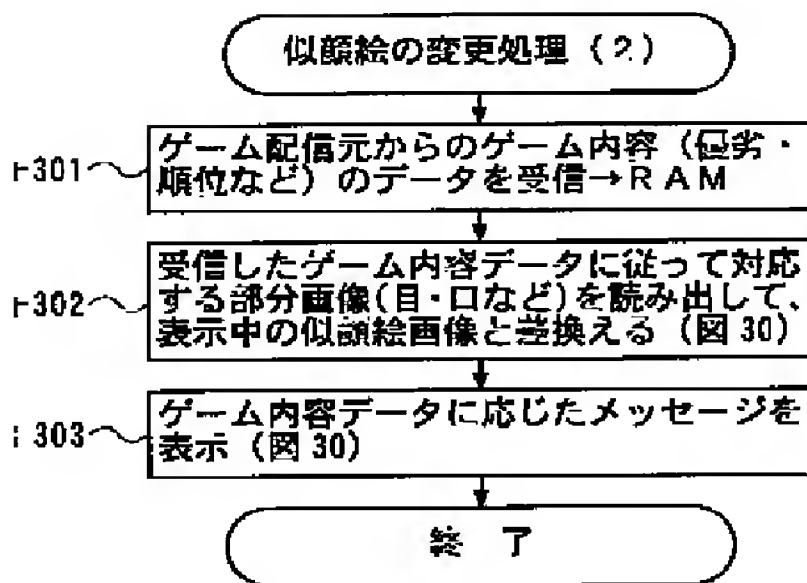 似顔絵の変更処理（2）
ゲーム配信元からのゲーム内容（優劣・
301
順位など）のデータを受信→RAM
受信したゲーム内容データに従って対応
302
する部分画像（目・口など）を読み出して、
表示中の似顔絵画像と差換える（図30）
303
ゲーム内容データに応じたメッセージを
表示（図30）
終 了